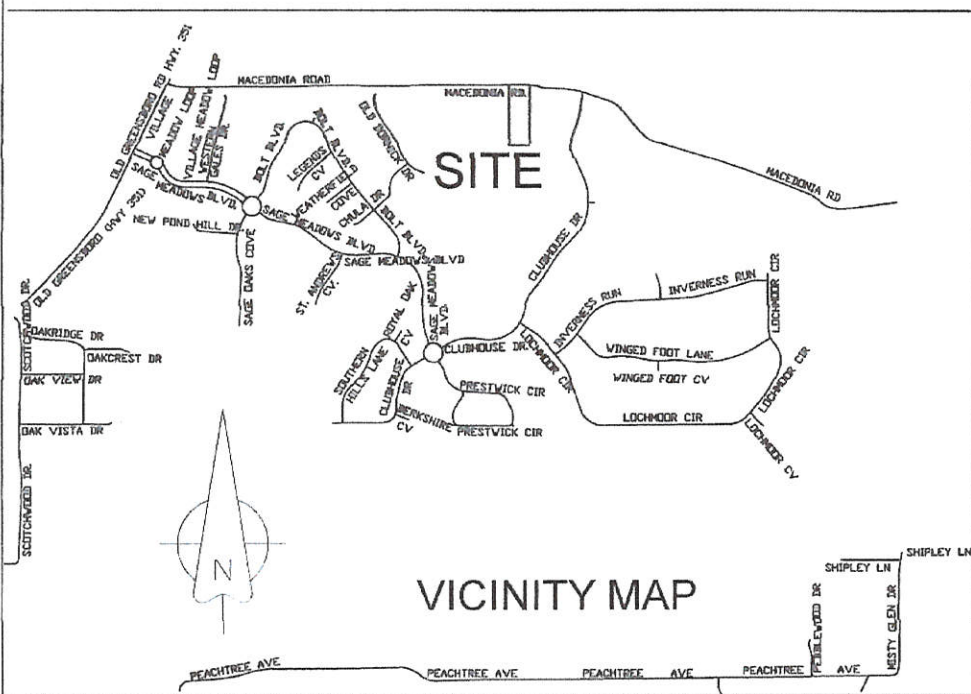 OLD GREENSBORO RD HWY. 351
MACEDONIA ROAD
MACEDONIA RD.
MACEDONIA RD
VILLAGE
MEADOW LOOP
VILLAGE MEADOW LOOP
WESTERN
GALES DR.
SAGE MEADOWS BLVD.
BOLT BLVD.
BOLT BLVD.
LEGENDS
CV
WEATHERFIELD
COVE
OLD DORNICK DR
CHULA DR
BOLT BLVD.
SITE
NEW POND HILL DR.
SAGE OAKS COVE
SAGE MEADOWS BLVD.
ST. ANDREWS
CV.
SAGE MEADOWS BLVD
SAGE MEADOW
BLVD.
OLD GREENSBORO (HWY 351)
CLUBHOUSE DR
CLUBHOUSE DR.
INVERNESS RUN
INVERNESS RUN
LOCHMOOR CIR
WINGED FOOT LANE
WINGED FOOT CV
LOCHMOOR CIR
LOCHMOOR CIR
LOCHMOOR CIR
LOCHMOOR CV
SCOTCHWOOD DR.
OAKRIDGE DR
OAKCREST DR
OAK VIEW DR
OAK VISTA DR
SCOTCHWOOD DR.
ROYAL OAK
CV
SOUTHERN
HILLS LANE
CLUBHOUSE
DR
BERKSHIRE
CV
PRESTWICK CIR
PRESTWICK CIR
N
VICINITY MAP
SHIPLEY LN
SHIPLEY LN
PEBBLEWOOD DR
MISTY GLEN DR
PEACHTREE AVE
PEACHTREE AVE
PEACHTREE AVE
PEACHTREE AVE